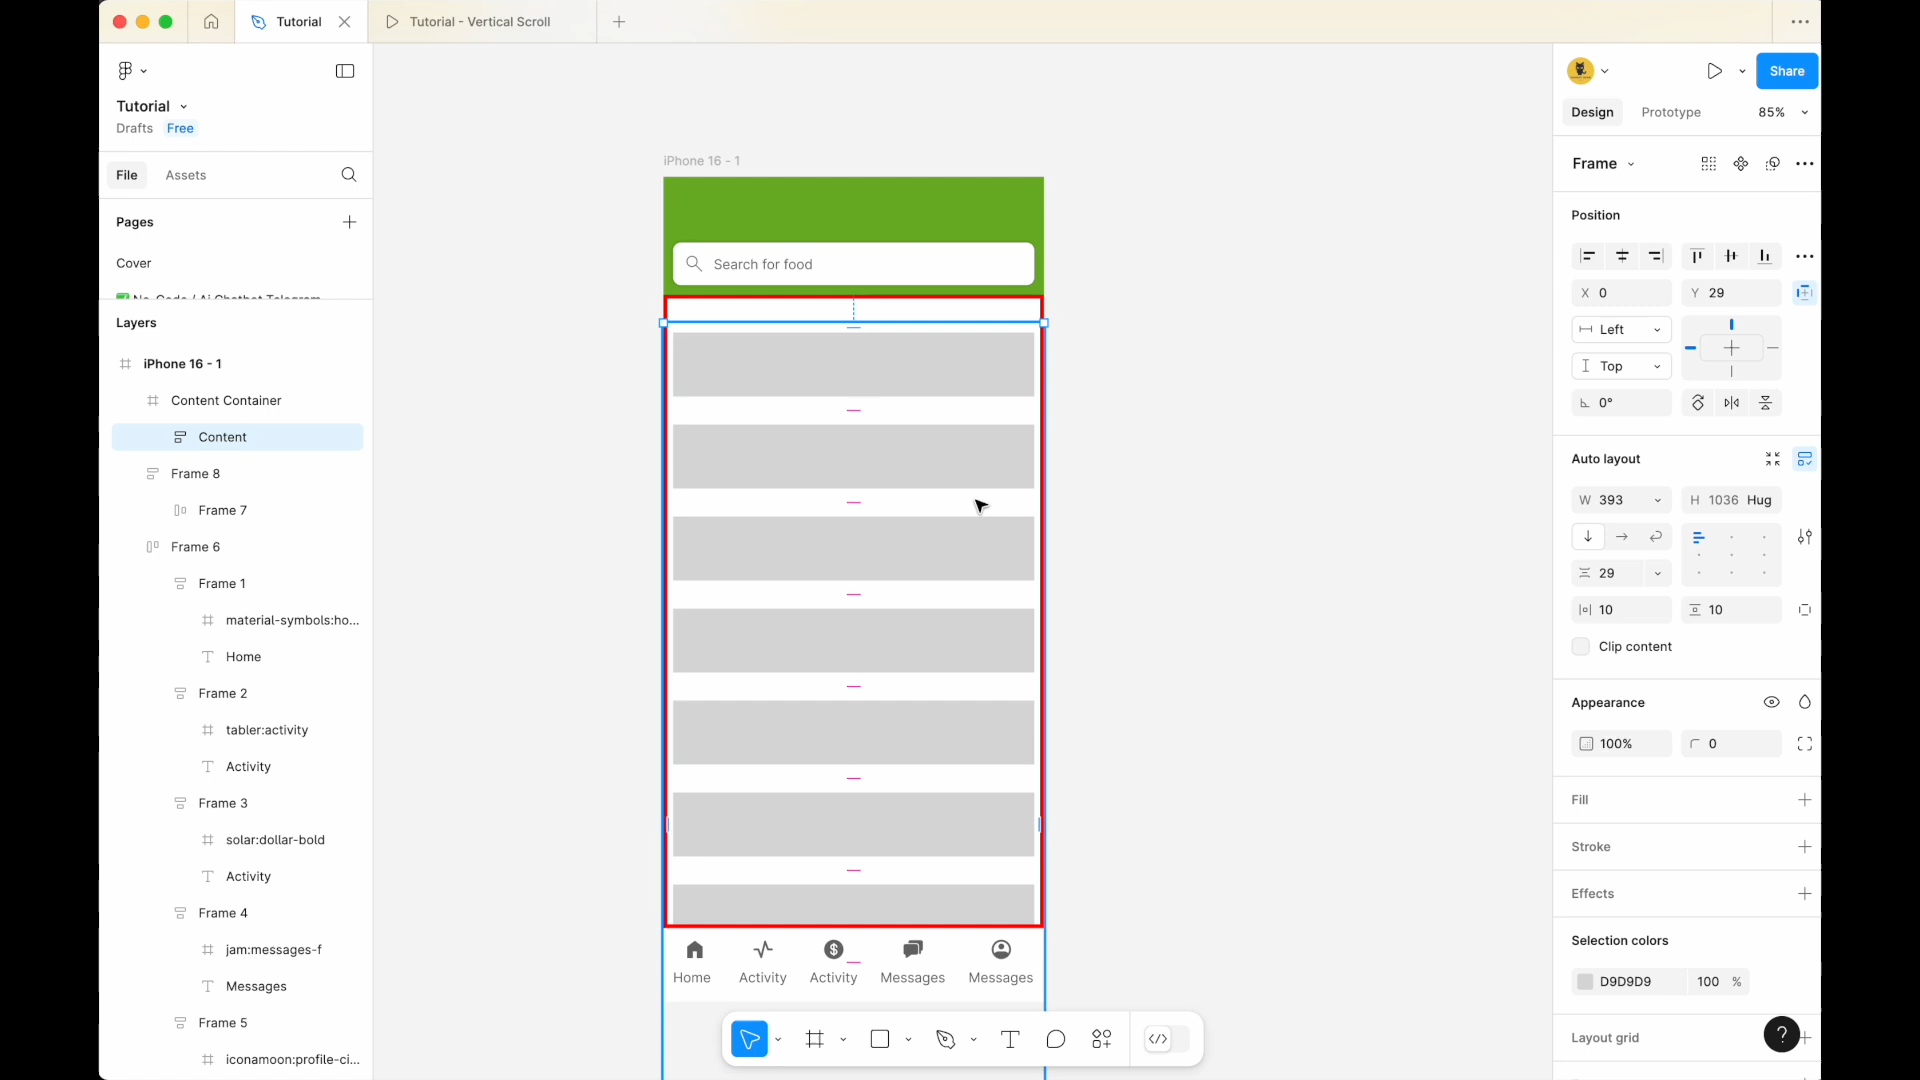 Tutorial
Tutorial - Vertical Scroll
Tutorial
Drafts Free
File Assets
Pages
Cover
No-Code / Ai Chatbot Telegram
Layers
iPhone 16 - 1
Content Container
Content
Frame 8
Frame 7
Frame 6
Frame 1
material-symbols:ho...
Home
Frame 2
tabler:activity
Activity
Frame 3
solar:dollar-bold
Activity
Frame 4
jam:messages-f
Messages
Frame 5
iconamoon:profile-ci...
iPhone 16 - 1
Search for food
Home Activity Activity Messages Messages
Share
Design Prototype 85%
Frame
Position
X 0 Y 29
Left
Top
0°
Auto layout
W 393 H 1036 Hug
29
10 10
Clip content
Appearance
100% 0
Fill
Stroke
Effects
Selection colors
D9D9D9 100 %
Layout grid
?